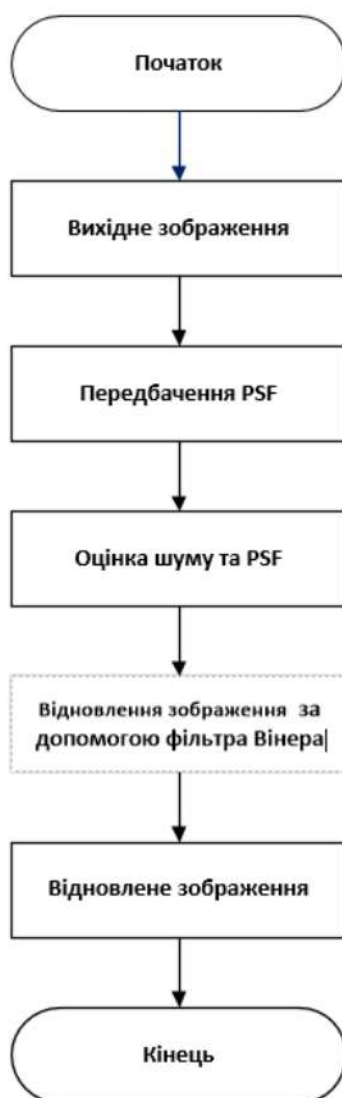 Початок
Вихідне зображення
Передбачення PSF
Оцінка шуму та PSF
Відновлення зображення за
допомогою фільтра Вінера
Відновлене зображення
Кінець